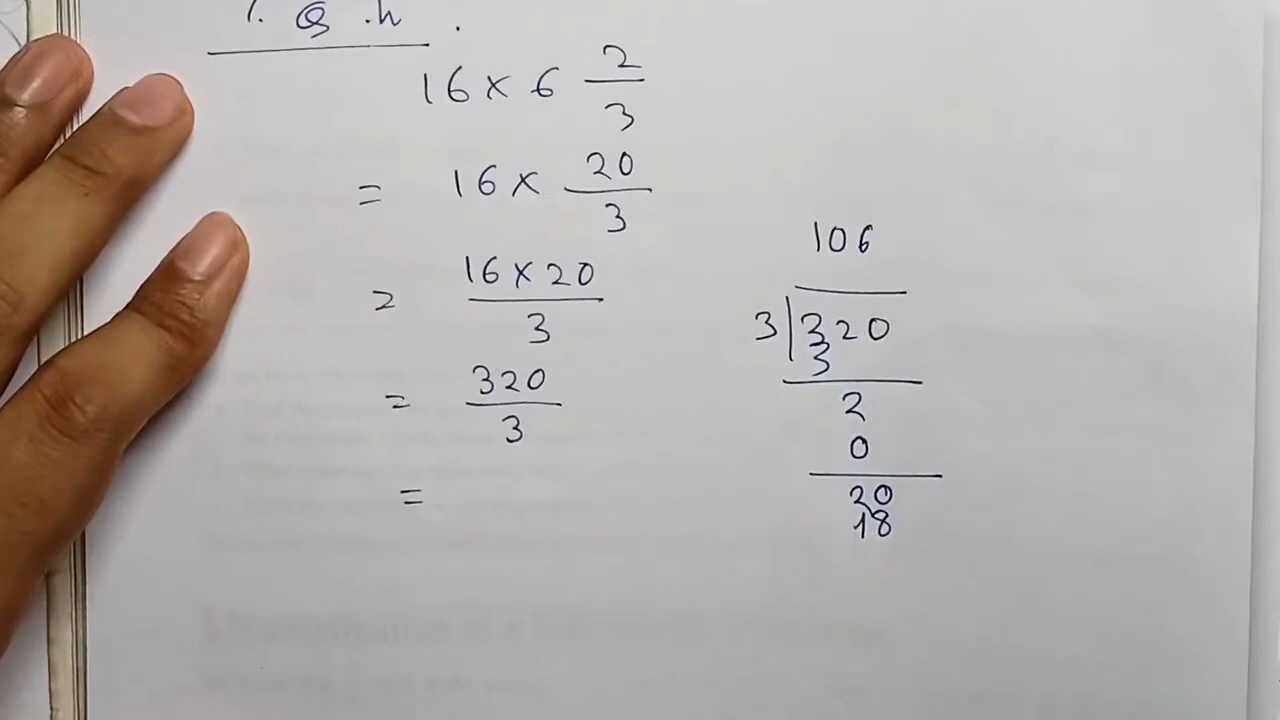 1. Q .h .
16 × 6 2/3
= 16 × 20/3
= 16 × 20/3
= 320/3
=
106
3|320
3
2
0
20
18